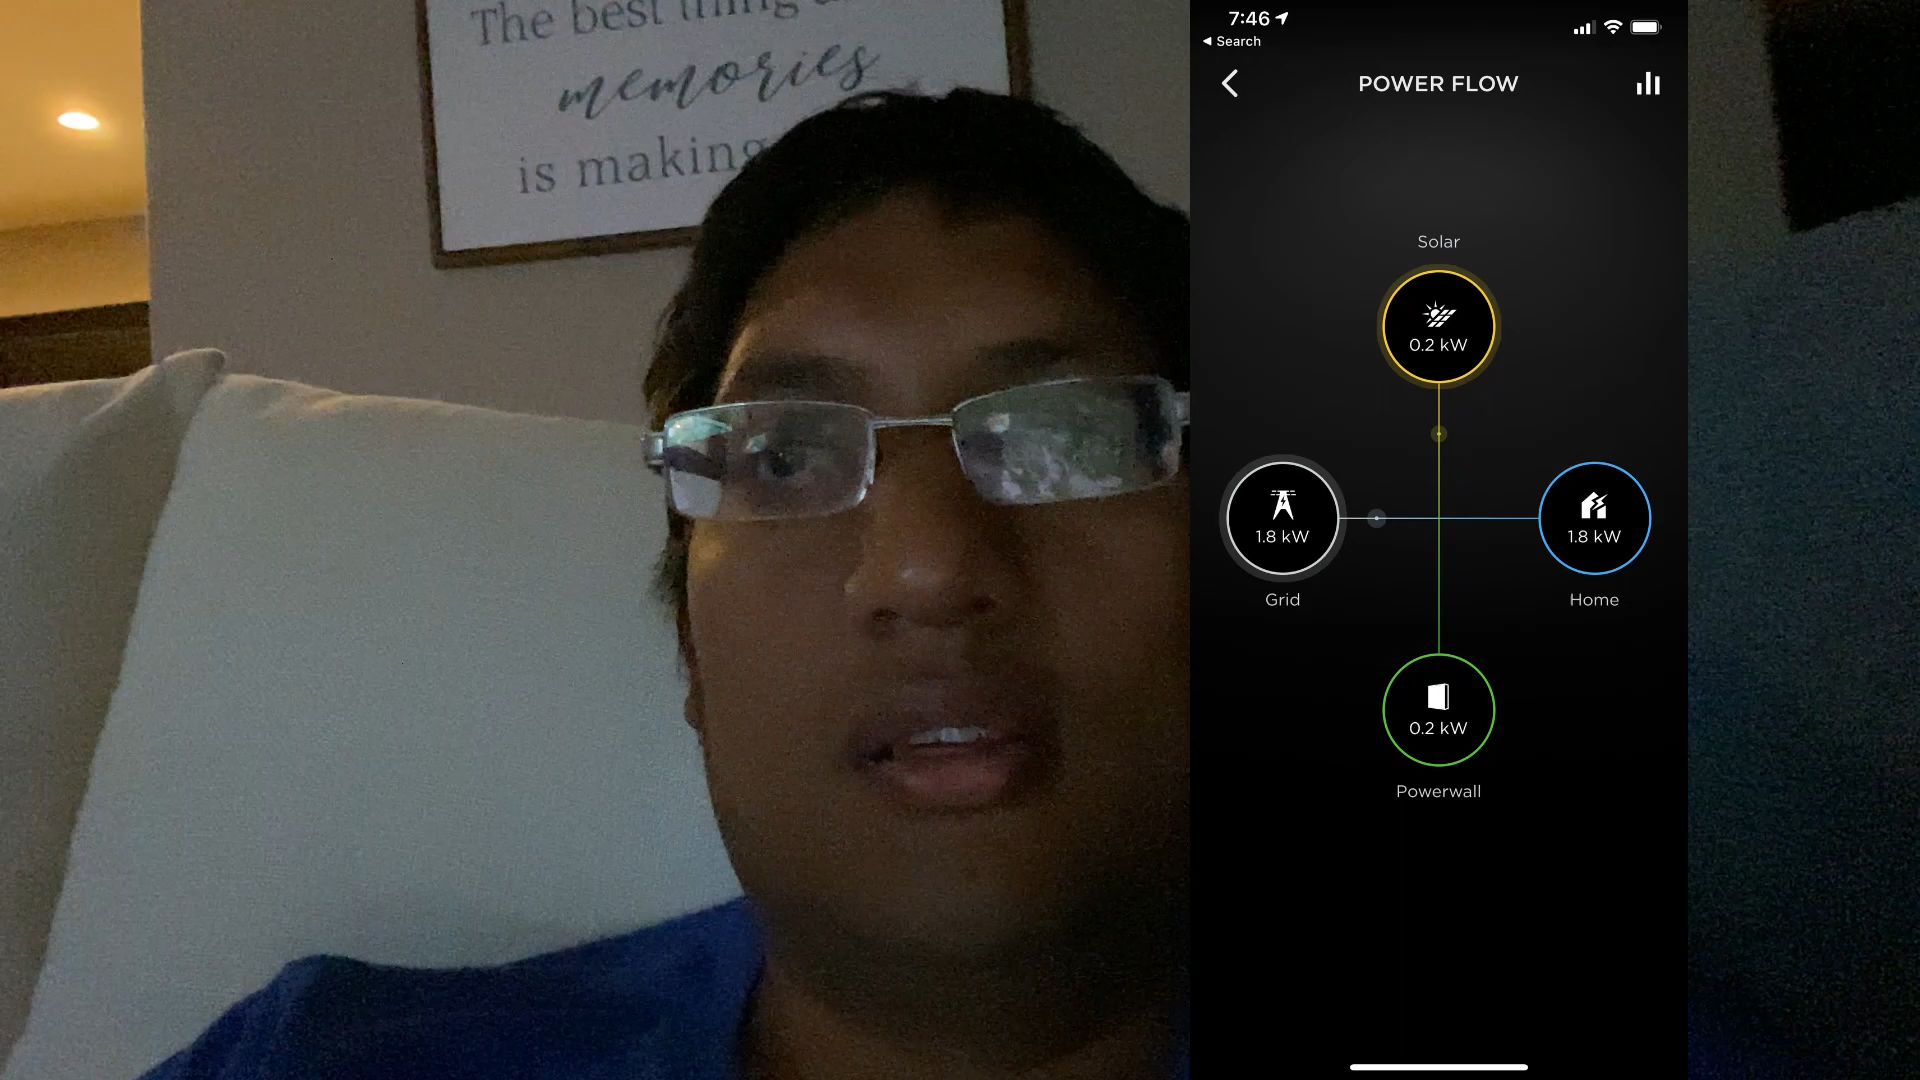 The best thing
memories
is making
7:46
Search
POWER FLOW
Solar
0.2 kW
1.8 kW
1.8 kW
Grid
Home
0.2 kW
Powerwall